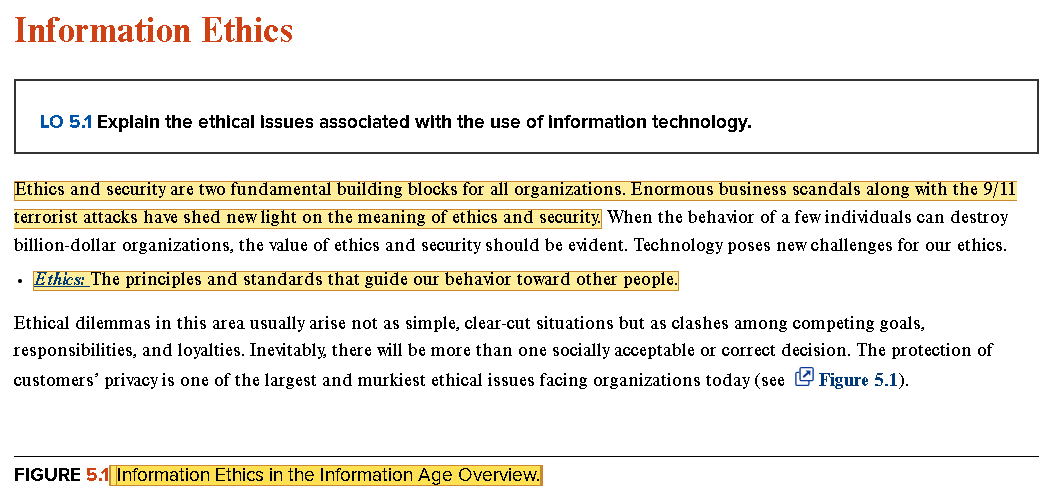 Information Ethics
LO 5.1 Explain the ethical issues associated with the use of information technology.
Ethics and security are two fundamental building blocks for all organizations. Enormous business scandals along with the 9/11
terrorist attacks have shed new light on the meaning of ethics and security. When the behavior of a few individuals can destroy
billion-dollar organizations, the value of ethics and security should be evident. Technology poses new challenges for our ethics.
• Ethics: The principles and standards that guide our behavior toward other people.
Ethical dilemmas in this area usually arise not as simple, clear-cut situations but as clashes among competing goals,
responsibilities, and loyalties. Inevitably, there will be more than one socially acceptable or correct decision. The protection of
customers’ privacy is one of the largest and murkiest ethical issues facing organizations today (see Figure 5.1).
FIGURE 5.1 Information Ethics in the Information Age Overview.